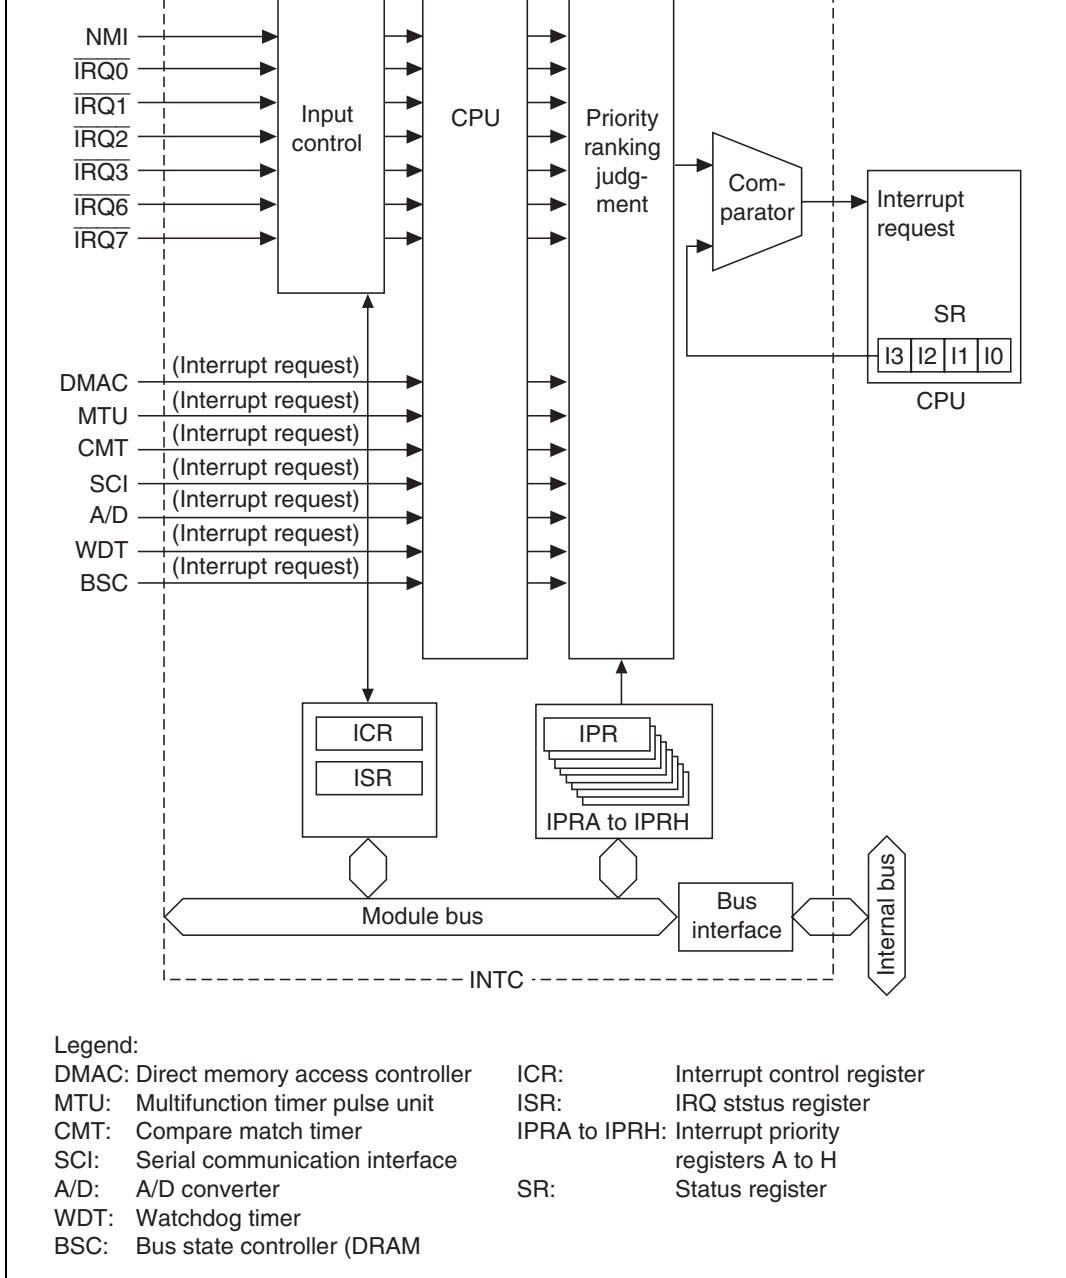 NMI
IRQ0
IRQ1
IRQ2
IRQ3
IRQ6
IRQ7
Input
control
CPU
Priority
ranking
judg-
ment
Com-
parator
Interrupt
request
SR
I3 I2 I1 I0
CPU
DMAC (Interrupt request)
MTU (Interrupt request)
CMT (Interrupt request)
SCI (Interrupt request)
A/D (Interrupt request)
WDT (Interrupt request)
BSC (Interrupt request)
ICR
ISR
IPR
IPRA to IPRH
Module bus
Bus
interface
Internal bus
INTC
Legend:
DMAC: Direct memory access controller
MTU: Multifunction timer pulse unit
CMT: Compare match timer
SCI: Serial communication interface
A/D: A/D converter
WDT: Watchdog timer
BSC: Bus state controller (DRAM
ICR: Interrupt control register
ISR: IRQ ststus register
IPRA to IPRH: Interrupt priority
registers A to H
SR: Status register